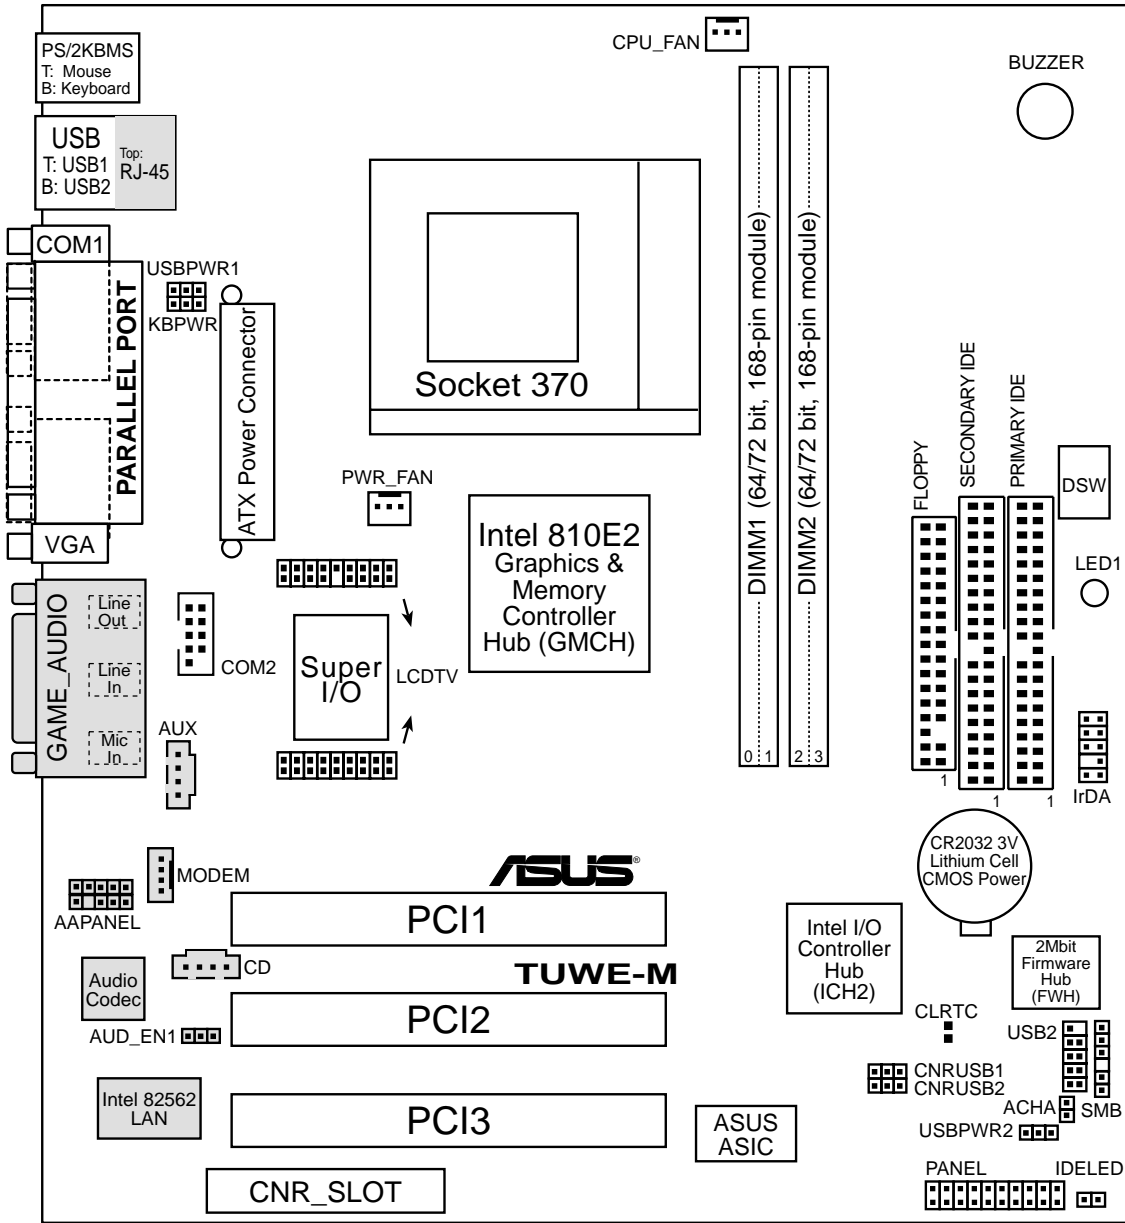 CPU_FAN
PS/2KBMS
T: Mouse
B: Keyboard
BUZZER
USB
T: USB1
B: USB2
Top:
RJ-45
COM1
USBPWR1
KBPWR
PARALLEL PORT
ATX Power Connector
Socket 370
DIMM1 (64/72 bit, 168-pin module)
DIMM2 (64/72 bit, 168-pin module)
0 1
2 3
FLOPPY
SECONDARY IDE
PRIMARY IDE
1
1
1
DSW
LED1
PWR_FAN
VGA
Intel 810E2
Graphics &
Memory
Controller
Hub (GMCH)
GAME_AUDIO
Line
Out
Line
In
Mic
In
COM2
Super
I/O
LCDTV
AUX
IrDA
CR2032 3V
Lithium Cell
CMOS Power
MODEM
AAPANEL
ASUS®
PCI1
CD
TUWE-M
Audio
Codec
AUD_EN1
PCI2
Intel I/O
Controller
Hub
(ICH2)
2Mbit
Firmware
Hub
(FWH)
CLRTC
USB2
CNRUSB1
CNRUSB2
Intel 82562
LAN
PCI3
ASUS
ASIC
ACHA
SMB
USBPWR2
CNR_SLOT
PANEL
IDELED